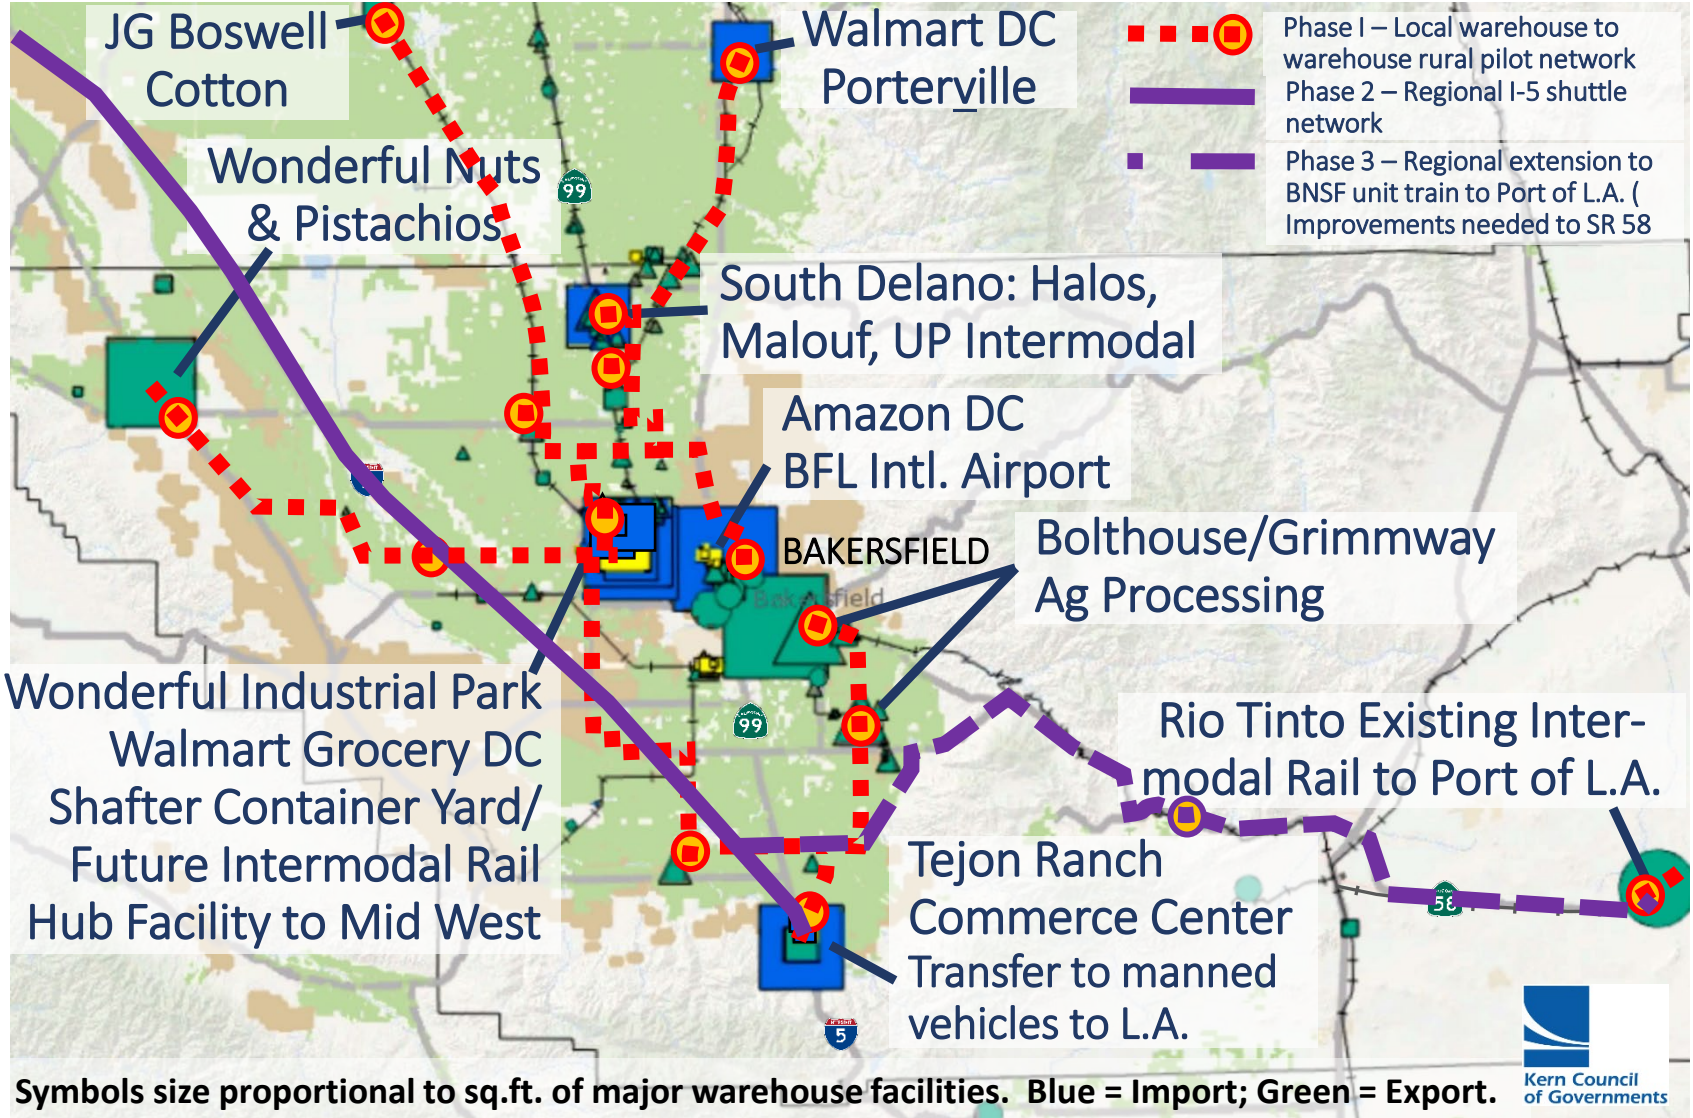 JG Boswell
Cotton
Walmart DC
Porterville
Phase I – Local warehouse to
warehouse rural pilot network
Phase 2 – Regional I-5 shuttle
network
Phase 3 – Regional extension to
BNSF unit train to Port of L.A. (
Improvements needed to SR 58
Wonderful Nuts
& Pistachios
99
South Delano: Halos,
Malouf, UP Intermodal
Amazon DC
BFL Intl. Airport
BAKERSFIELD
Bakersfield
Bolthouse/Grimmway
Ag Processing
Wonderful Industrial Park
Walmart Grocery DC
Shafter Container Yard/
Future Intermodal Rail
Hub Facility to Mid West
99
Rio Tinto Existing Inter-
modal Rail to Port of L.A.
58
Tejon Ranch
Commerce Center
Transfer to manned
vehicles to L.A.
5
Kern Council
of Governments
Symbols size proportional to sq.ft. of major warehouse facilities. Blue = Import; Green = Export.